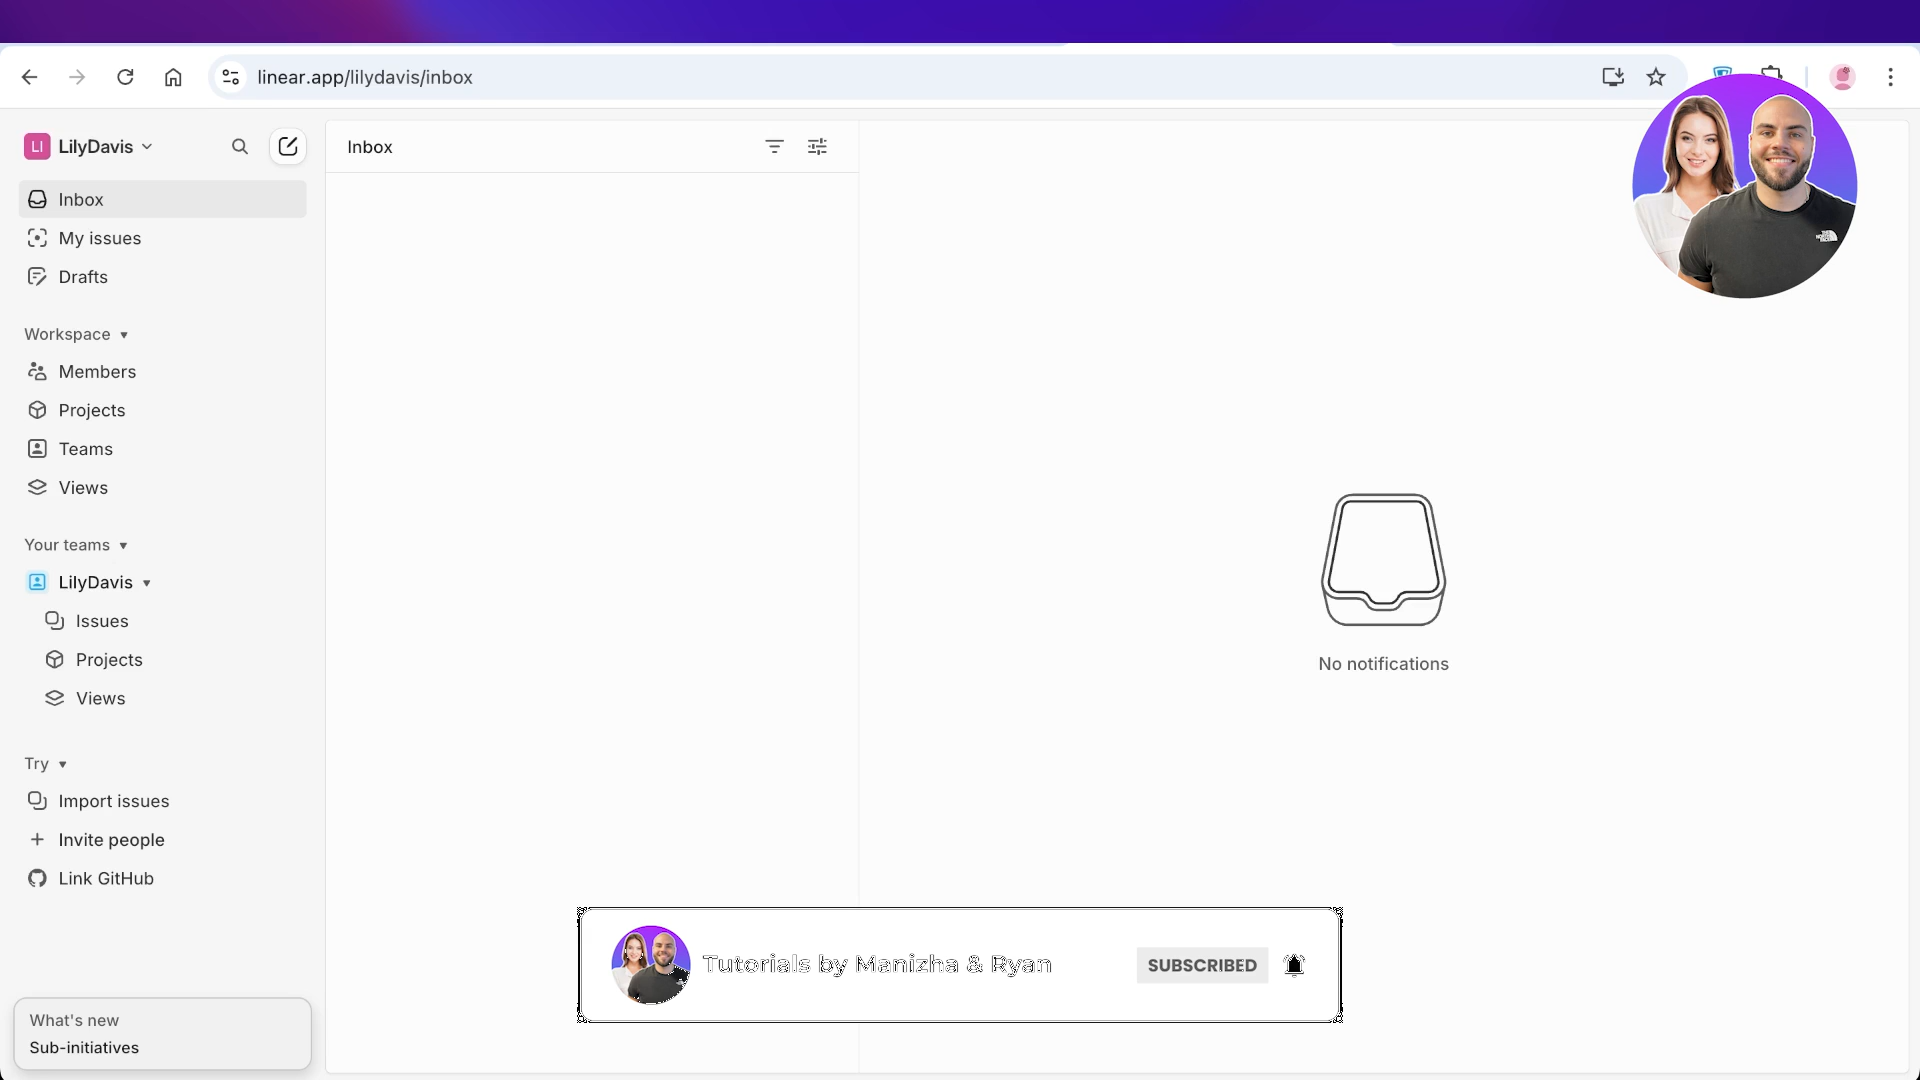 linear.app/lilydavis/inbox
LI LilyDavis
Inbox
Inbox
My issues
Drafts
Workspace
Members
Projects
Teams
Views
Your teams
LilyDavis
Issues
Projects
Views
Try
Import issues
Invite people
Link GitHub
What's new
Sub-initiatives
No notifications
Tutorials by Manizha & Ryan
SUBSCRIBED